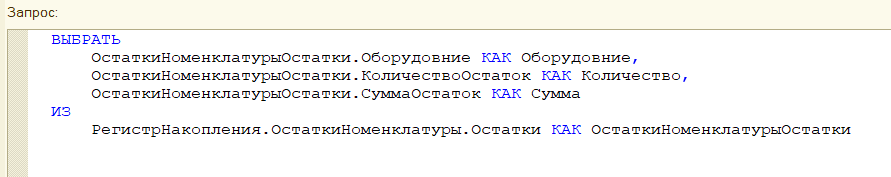 Запрос:
ВЫБРАТЬ
ОстаткиНоменклатурыОстатки.Оборудовние КАК Оборудовние,
ОстаткиНоменклатурыОстатки.КоличествоОстаток КАК Количество,
ОстаткиНоменклатурыОстатки.СуммаОстаток КАК Сумма
ИЗ
РегистрНакопления.ОстаткиНоменклатуры.Остатки КАК ОстаткиНоменклатурыОстатки